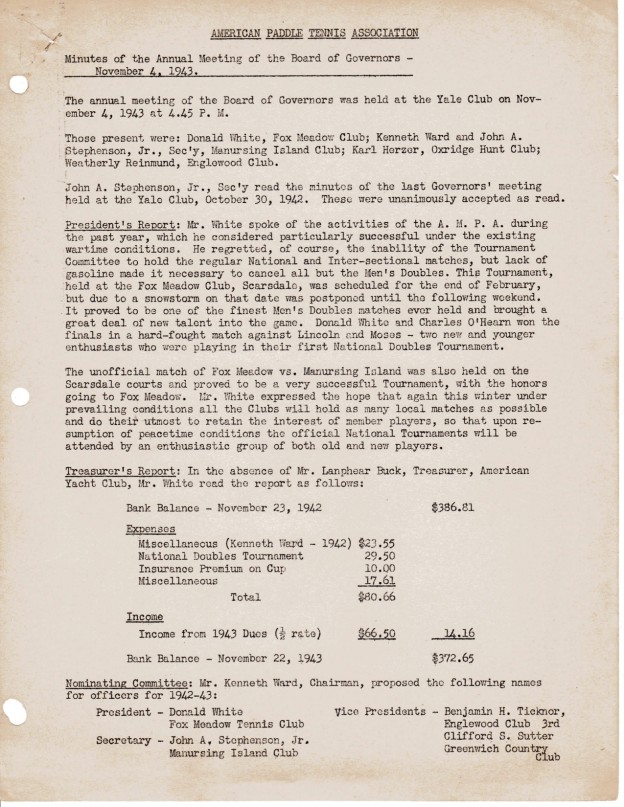 AMERICAN PADDLE TENNIS ASSOCIATION
Minutes of the Annual Meeting of the Board of Governors -
November 4, 1943.
The annual meeting of the Board of Governors was held at the Yale Club on Nov-
ember 4, 1943 at 4.45 P. M.
Those present were: Donald White, Fox Meadow Club; Kenneth Ward and John A.
Stephenson, Jr., Sec'y, Manursing Island Club; Karl Herzer, Oxridge Hunt Club;
Weatherly Reinmund, Englewood Club.
John A. Stephenson, Jr., Sec'y read the minutes of the last Governors' meeting
held at the Yale Club, October 30, 1942. These were unanimously accepted as read.
President's Report: Mr. White spoke of the activities of the A. M. P. A. during
the past year, which he considered particularly successful under the existing
wartime conditions. He regretted, of course, the inability of the Tournament
Committee to hold the regular National and Inter-sectional matches, but lack of
gasoline made it necessary to cancel all but the Men's Doubles. This Tournament,
held at the Fox Meadow Club, Scarsdale, was scheduled for the end of February,
but due to a snowstorm on that date was postponed until the following weekend.
It proved to be one of the finest Men's Doubles matches ever held and brought a
great deal of new talent into the game. Donald White and Charles O'Hearn won the
finals in a hard-fought match against Lincoln and Moses - two new and younger
enthusiasts who were playing in their first National Doubles Tournament.
The unofficial match of Fox Meadow vs. Manursing Island was also held on the
Scarsdale courts and proved to be a very successful Tournament, with the honors
going to Fox Meadow. Mr. White expressed the hope that again this winter under
prevailing conditions all the Clubs will hold as many local matches as possible
and do their utmost to retain the interest of member players, so that upon re-
sumption of peacetime conditions the official National Tournaments will be
attended by an enthusiastic group of both old and new players.
Treasurer's Report: In the absence of Mr. Lanphear Buck, Treasurer, American
Yacht Club, Mr. White read the report as follows:
Bank Balance - November 23, 1942 $386.81
Expenses
Miscellaneous (Kenneth Ward - 1942) $23.55
National Doubles Tournament 29.50
Insurance Premium on Cup 10.00
Miscellaneous 17.61
Total $80.66
Income
Income from 1943 Dues (½ rate) $66.50 14.16
Bank Balance - November 22, 1943 $372.65
Nominating Committee: Mr. Kenneth Ward, Chairman, proposed the following names
for officers for 1942-43:
President - Donald White Vice Presidents - Benjamin H. Ticknor,
Fox Meadow Tennis Club Englewood Club 3rd
Clifford S. Sutter
Secretary - John A. Stephenson, Jr. Greenwich Country
Manursing Island Club Club